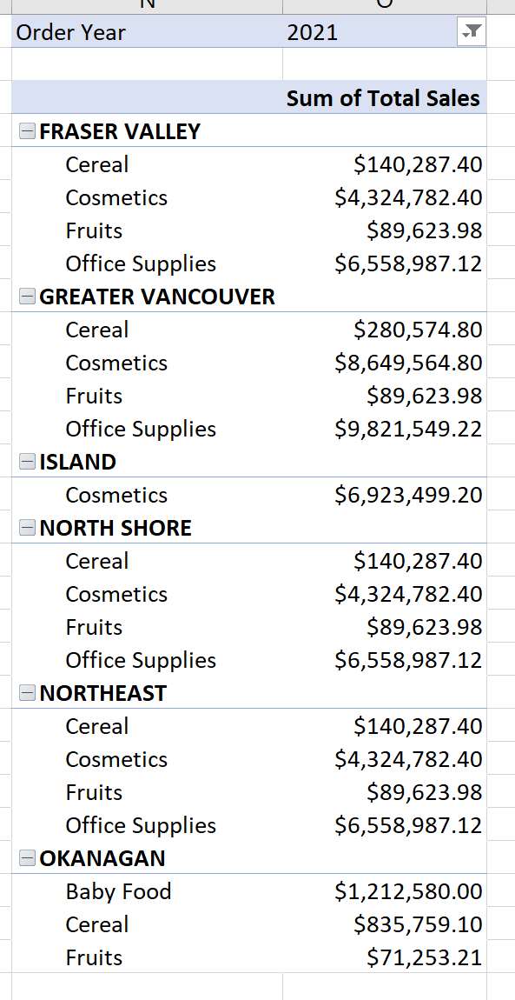 N O
Order Year 2021
Sum of Total Sales
FRASER VALLEY
Cereal $140,287.40
Cosmetics $4,324,782.40
Fruits $89,623.98
Office Supplies $6,558,987.12
GREATER VANCOUVER
Cereal $280,574.80
Cosmetics $8,649,564.80
Fruits $89,623.98
Office Supplies $9,821,549.22
ISLAND
Cosmetics $6,923,499.20
NORTH SHORE
Cereal $140,287.40
Cosmetics $4,324,782.40
Fruits $89,623.98
Office Supplies $6,558,987.12
NORTHEAST
Cereal $140,287.40
Cosmetics $4,324,782.40
Fruits $89,623.98
Office Supplies $6,558,987.12
OKANAGAN
Baby Food $1,212,580.00
Cereal $835,759.10
Fruits $71,253.21